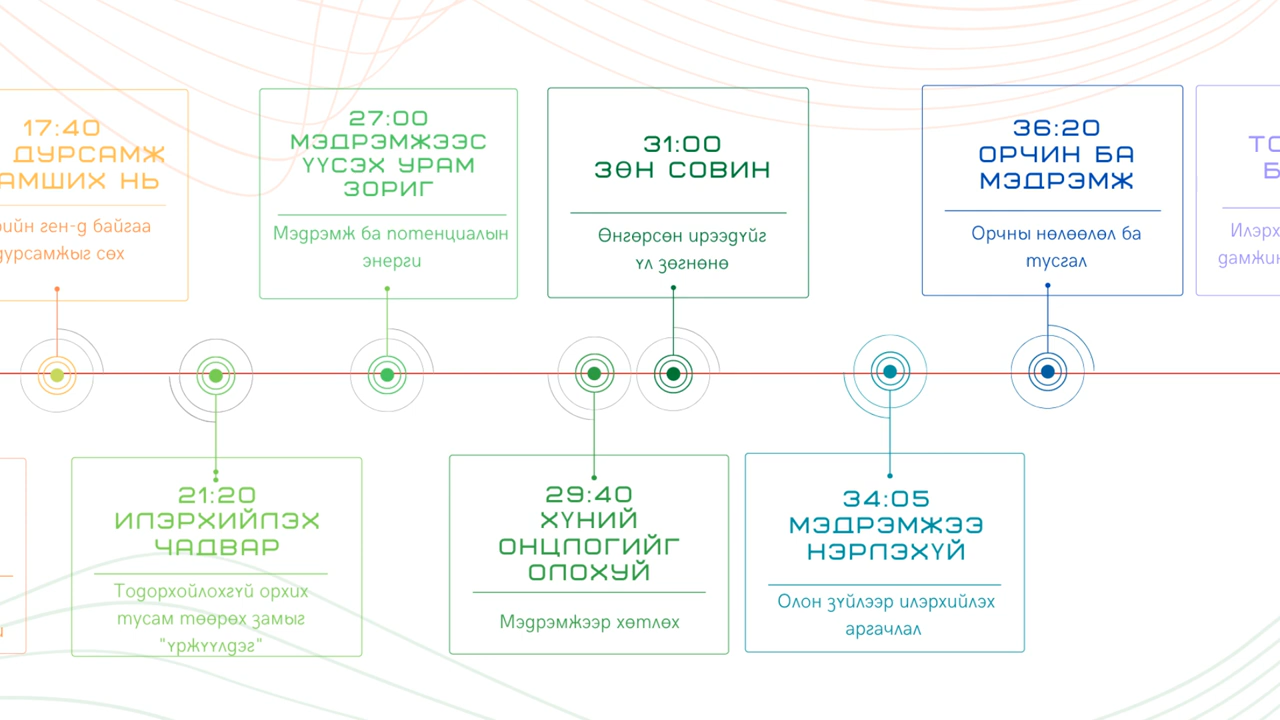 17:40
ДУРСАМЖ
НЬ
ген-д байгаа
сөх
27:00
МЭДРЭМЖЭЭС
ҮҮСЭХ УРАМ
ЗОРИГ
Мэдрэмж ба потенциалын
энерги
31:00
ЗӨН СОВИН
Өнгөрсөн ирээдүйг
үл зөгнөнө
36:20
ОРЧИН БА
МЭДРЭМЖ
Орчны нөлөөлөл ба
тусгал
21:20
ИЛЭРХИЙЛЭХ
ЧАДВАР
Тодорхойлохгүй орхих
тусам төөрөх замыг
"үржүүлдэг"
29:40
ХҮНИЙ
ОНЦЛОГИЙГ
ОЛОХУЙ
Мэдрэмжээр хөтлөх
34:05
МЭДРЭМЖЭЭ
НЭРЛЭХҮЙ
Олон зүйлээр илэрхийлэх
аргачлал